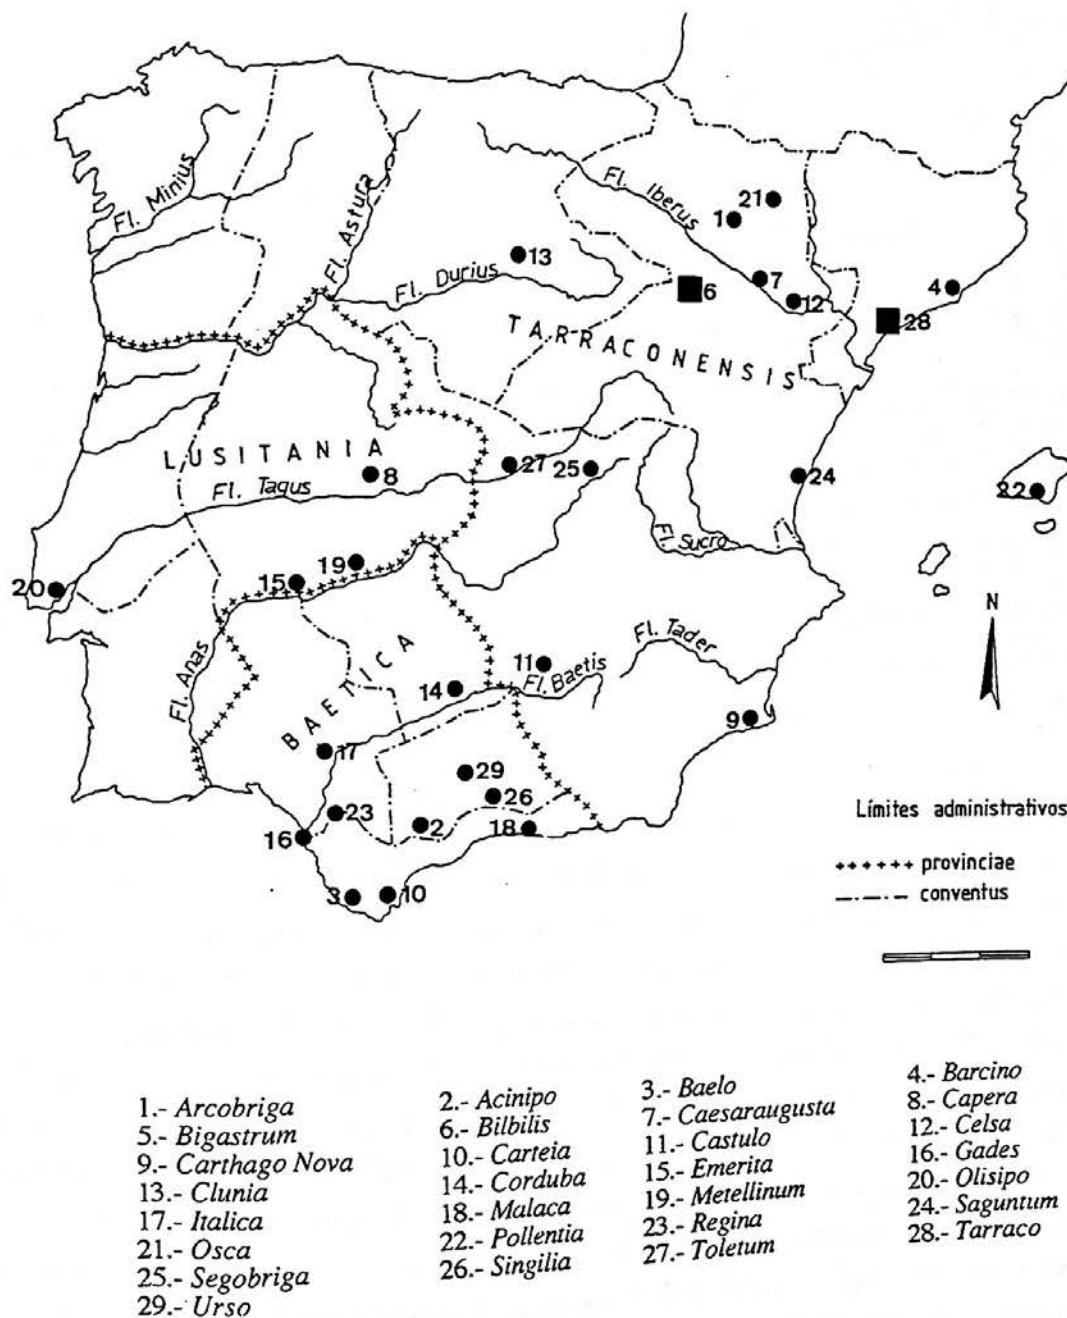 Fl. Minius
Fl. Astura
Fl. Durius
Fl. Iberus
1
21
13
7
6
12
4
28
TARRACONENSIS
LUSITANIA
8
Fl. Tagus
27
25
24
22
Fl. Sucro
20
19
15
N
Fl. Tader
Fl. Anas
BAETICA
11
Fl. Baetis
14
9
17
29
26
23
2
18
16
3
10
Límites administrativos
provinciae
conventus
1.- Arcobriga
5.- Bigastrum
9.- Carthago Nova
13.- Clunia
17.- Italica
21.- Osca
25.- Segobriga
29.- Urso
2.- Acinipo
6.- Bilbilis
10.- Carteia
14.- Corduba
18.- Malaca
22.- Pollentia
26.- Singilia
3.- Baelo
7.- Caesaraugusta
11.- Castulo
15.- Emerita
19.- Metellinum
23.- Regina
27.- Toletum
4.- Barcino
8.- Capera
12.- Celsa
16.- Gades
20.- Olisipo
24.- Saguntum
28.- Tarraco